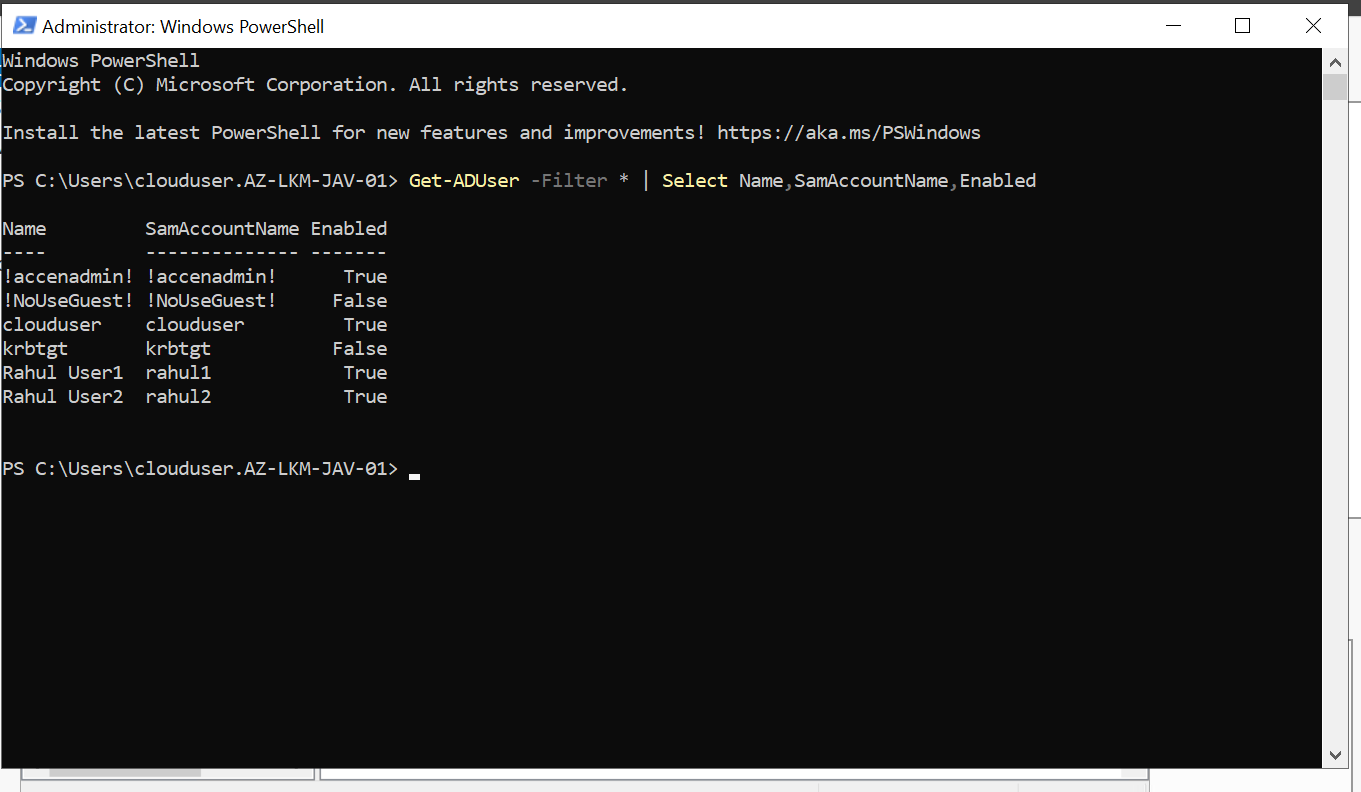 Administrator: Windows PowerShell
Windows PowerShell
Copyright (C) Microsoft Corporation. All rights reserved.
Install the latest PowerShell for new features and improvements! https://aka.ms/PSWindows
PS C:\Users\clouduser.AZ-LKM-JAV-01> Get-ADUser -Filter * | Select Name,SamAccountName,Enabled
Name         SamAccountName Enabled
----         -------------- -------
!accenadmin! !accenadmin!      True
!NoUseGuest! !NoUseGuest!     False
clouduser    clouduser         True
krbtgt       krbtgt           False
Rahul User1  rahul1            True
Rahul User2  rahul2            True
PS C:\Users\clouduser.AZ-LKM-JAV-01>